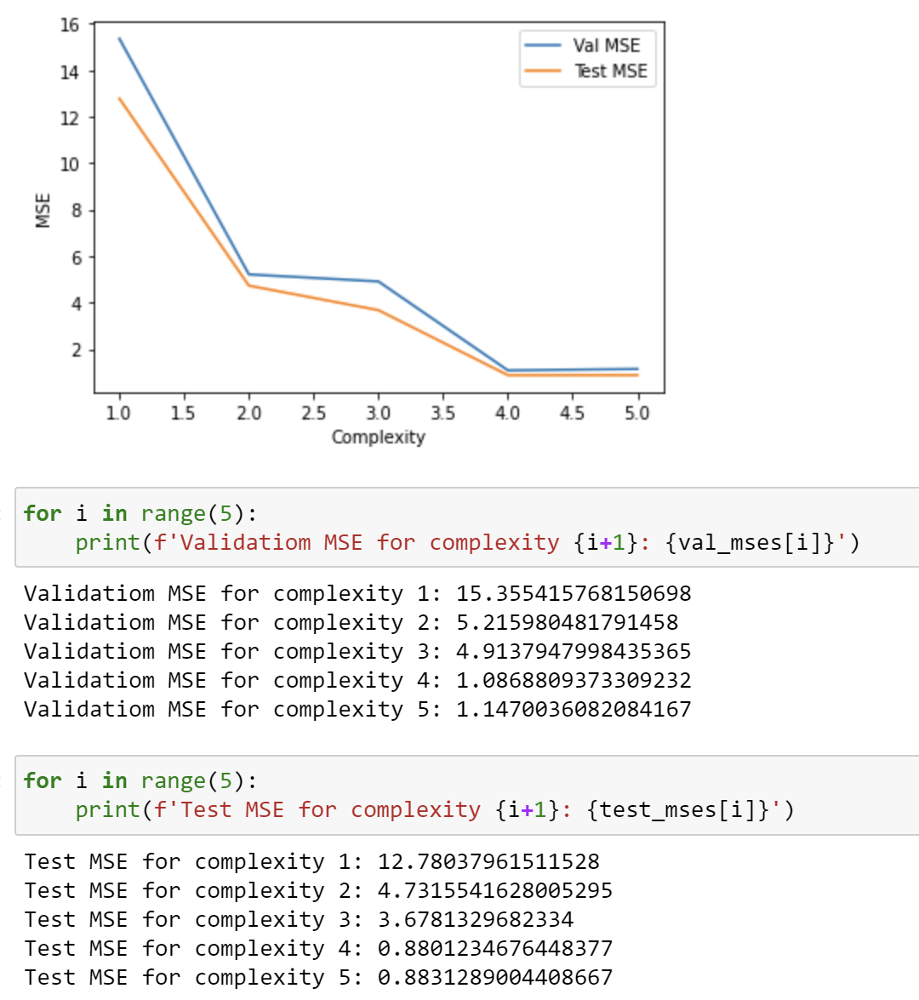 16
14
12
10
8
6
4
2
MSE
Val MSE
Test MSE
1.0 1.5 2.0 2.5 3.0 3.5 4.0 4.5 5.0
Complexity
for i in range(5):
    print(f'Validatiom MSE for complexity {i+1}: {val_mses[i]}')
Validatiom MSE for complexity 1: 15.355415768150698
Validatiom MSE for complexity 2: 5.215980481791458
Validatiom MSE for complexity 3: 4.9137947998435365
Validatiom MSE for complexity 4: 1.0868809373309232
Validatiom MSE for complexity 5: 1.1470036082084167
for i in range(5):
    print(f'Test MSE for complexity {i+1}: {test_mses[i]}')
Test MSE for complexity 1: 12.78037961511528
Test MSE for complexity 2: 4.7315541628005295
Test MSE for complexity 3: 3.6781329682334
Test MSE for complexity 4: 0.8801234676448377
Test MSE for complexity 5: 0.8831289004408667